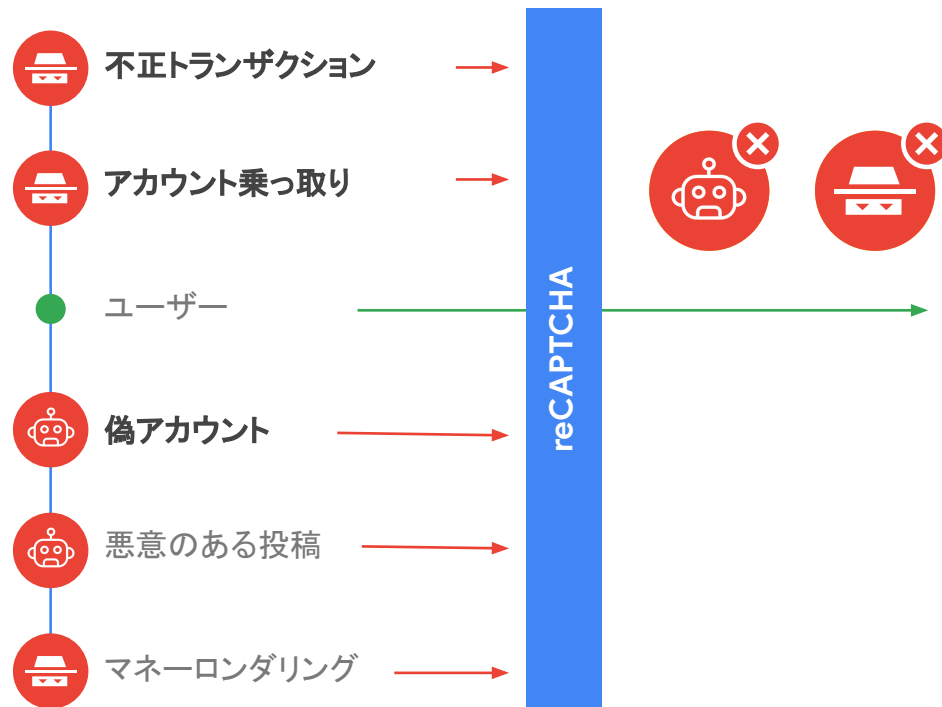 不正トランザクション
アカウント乗っ取り
ユーザー
reCAPTCHA
偽アカウント
悪意のある投稿
マネーロンダリング